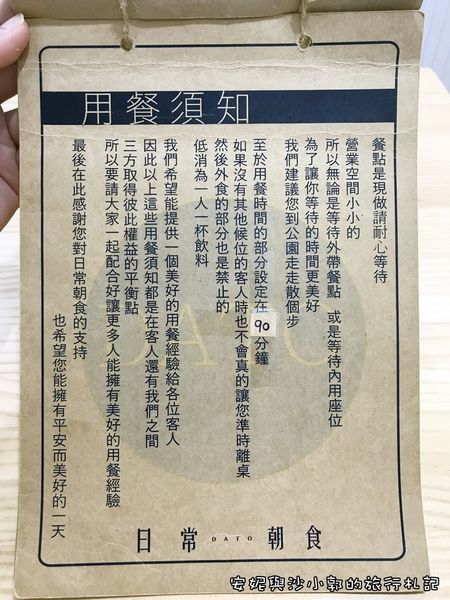 用餐須知
餐點是現做請耐心等待
營業空間小小的
所以無論是等待外帶餐點 或是等待內用座位
為了讓你等待的時間更美好
我們建議您到公園走走散個步
至於用餐時間的部分設定在90分鐘
如果沒有其他候位的客人時也不會真的讓您準時離桌
然後外食的部分也是禁止的
低消為一人一杯飲料
我們希望能提供一個美好的用餐經驗給各位客人
因此以上這些用餐須知都是在客人還有我們之間
三方取得彼此權益的平衡點
所以要請大家一起配合好讓更多人能擁有美好的用餐經驗
最後在此感謝您對日常朝食的支持
也希望您能擁有平安而美好的一天
DATO
日常 DATO 朝食
安妮與沙小郭的旅行札記